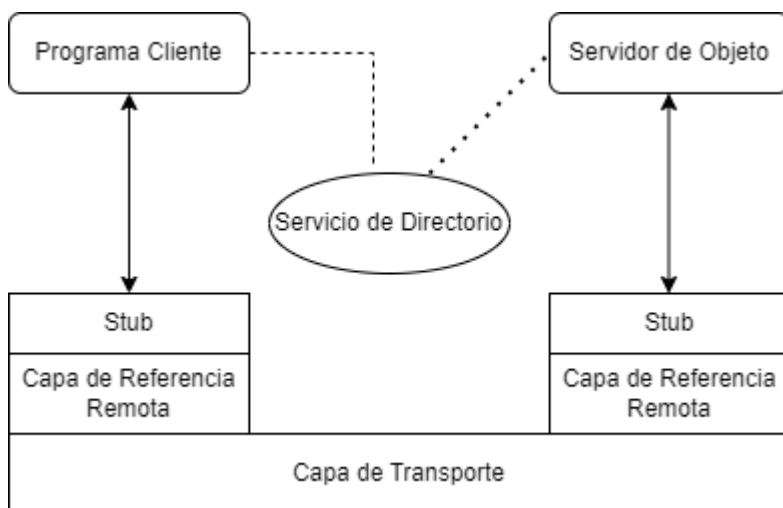 Programa Cliente
Servidor de Objeto
Servicio de Directorio
Stub
Stub
Capa de Referencia
Remota
Capa de Referencia
Remota
Capa de Transporte